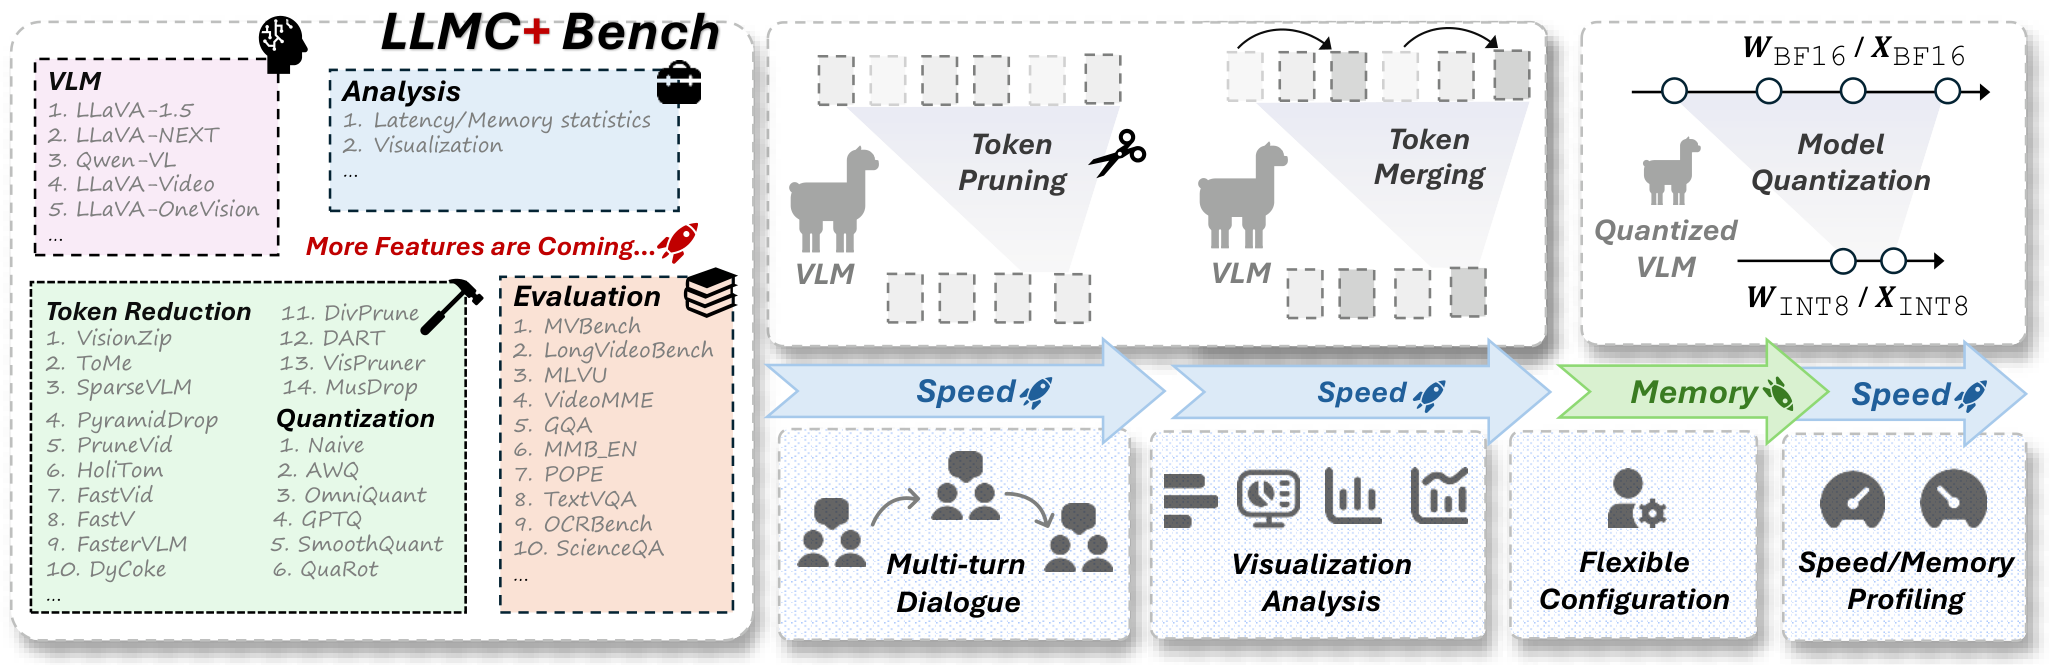 LLMC+ Bench
VLM
1. LLaVA-1.5
2. LLaVA-NEXT
3. Qwen-VL
4. LLaVA-Video
5. LLaVA-OneVision
...
Analysis
1. Latency/Memory statistics
2. Visualization
...
More Features are Coming...
Token Reduction
1. VisionZip
2. ToMe
3. SparseVLM
4. PyramidDrop
5. PruneVid
6. HoliTom
7. FastVid
8. FastV
9. FasterVLM
10. DyCoke
...
11. DivPrune
12. DART
13. VisPruner
14. MusDrop
Quantization
1. Naive
2. AWQ
3. OmniQuant
4. GPTQ
5. SmoothQuant
6. QuaRot
Evaluation
1. MVBench
2. LongVideoBench
3. MLVU
4. VideoMME
5. GQA
6. MMB_EN
7. POPE
8. TextVQA
9. OCRBench
10. ScienceQA
...
Token
Pruning
VLM
Token
Merging
VLM
W BF16 / X BF16
Model
Quantization
Quantized
VLM
W INT8 / X INT8
Speed
Speed
Memory
Speed
Multi-turn
Dialogue
Visualization
Analysis
Flexible
Configuration
Speed/Memory
Profiling